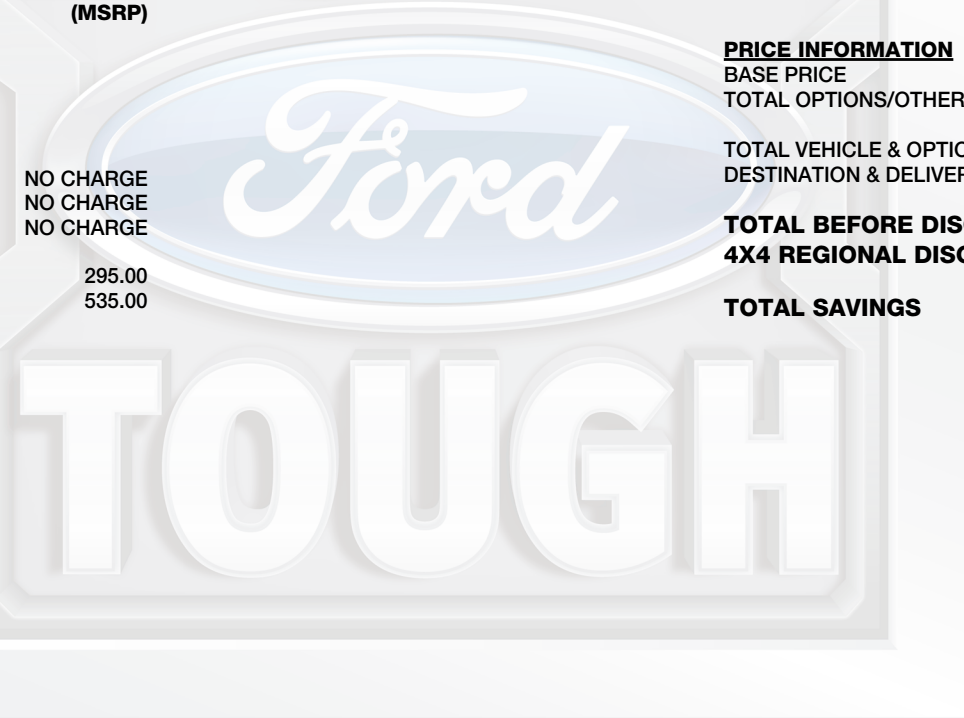 (MSRP)
NO CHARGE
NO CHARGE
NO CHARGE
295.00
535.00
PRICE INFORMATION
BASE PRICE
TOTAL OPTIONS/OTHER
TOTAL VEHICLE & OPTIO
DESTINATION & DELIVER
TOTAL BEFORE DIS
4X4 REGIONAL DISC
TOTAL SAVINGS
Ford
TOUGH